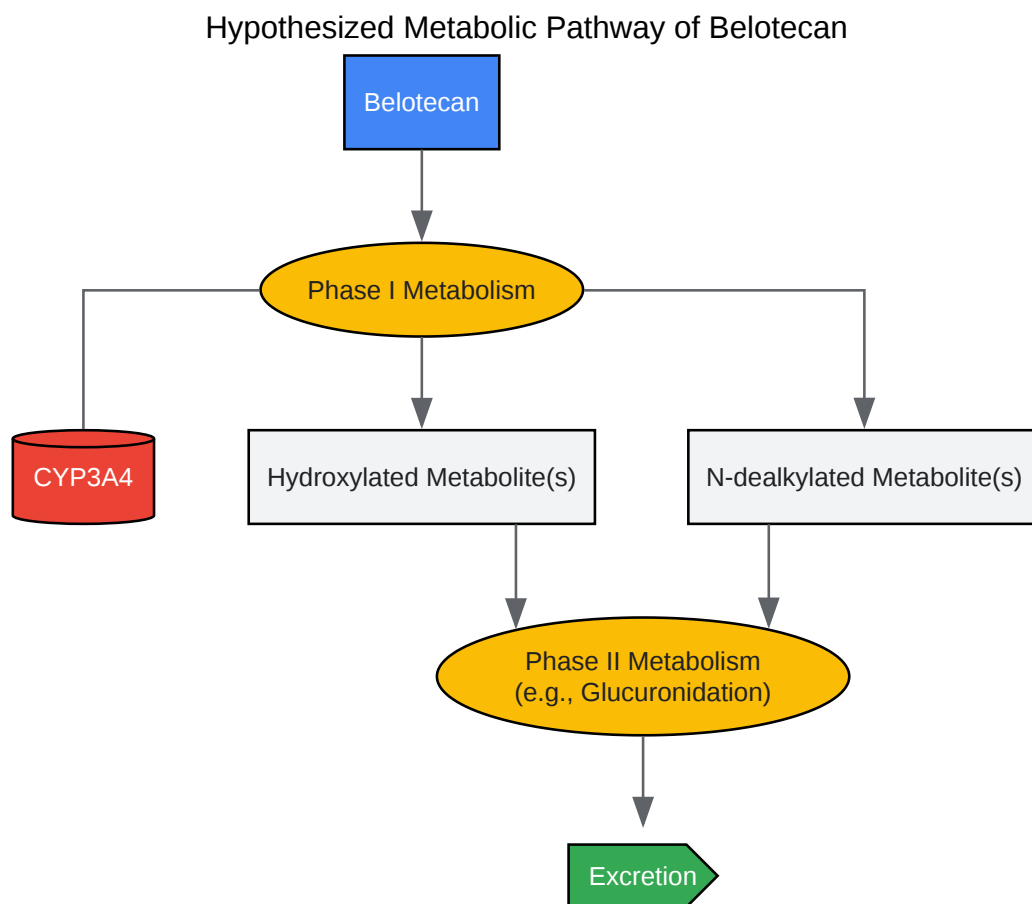 Hypothesized Metabolic Pathway of Belotecan
Belotecan
Phase I Metabolism
CYP3A4
Hydroxylated Metabolite(s)
N-dealkylated Metabolite(s)
Phase II Metabolism
(e.g., Glucuronidation)
Excretion